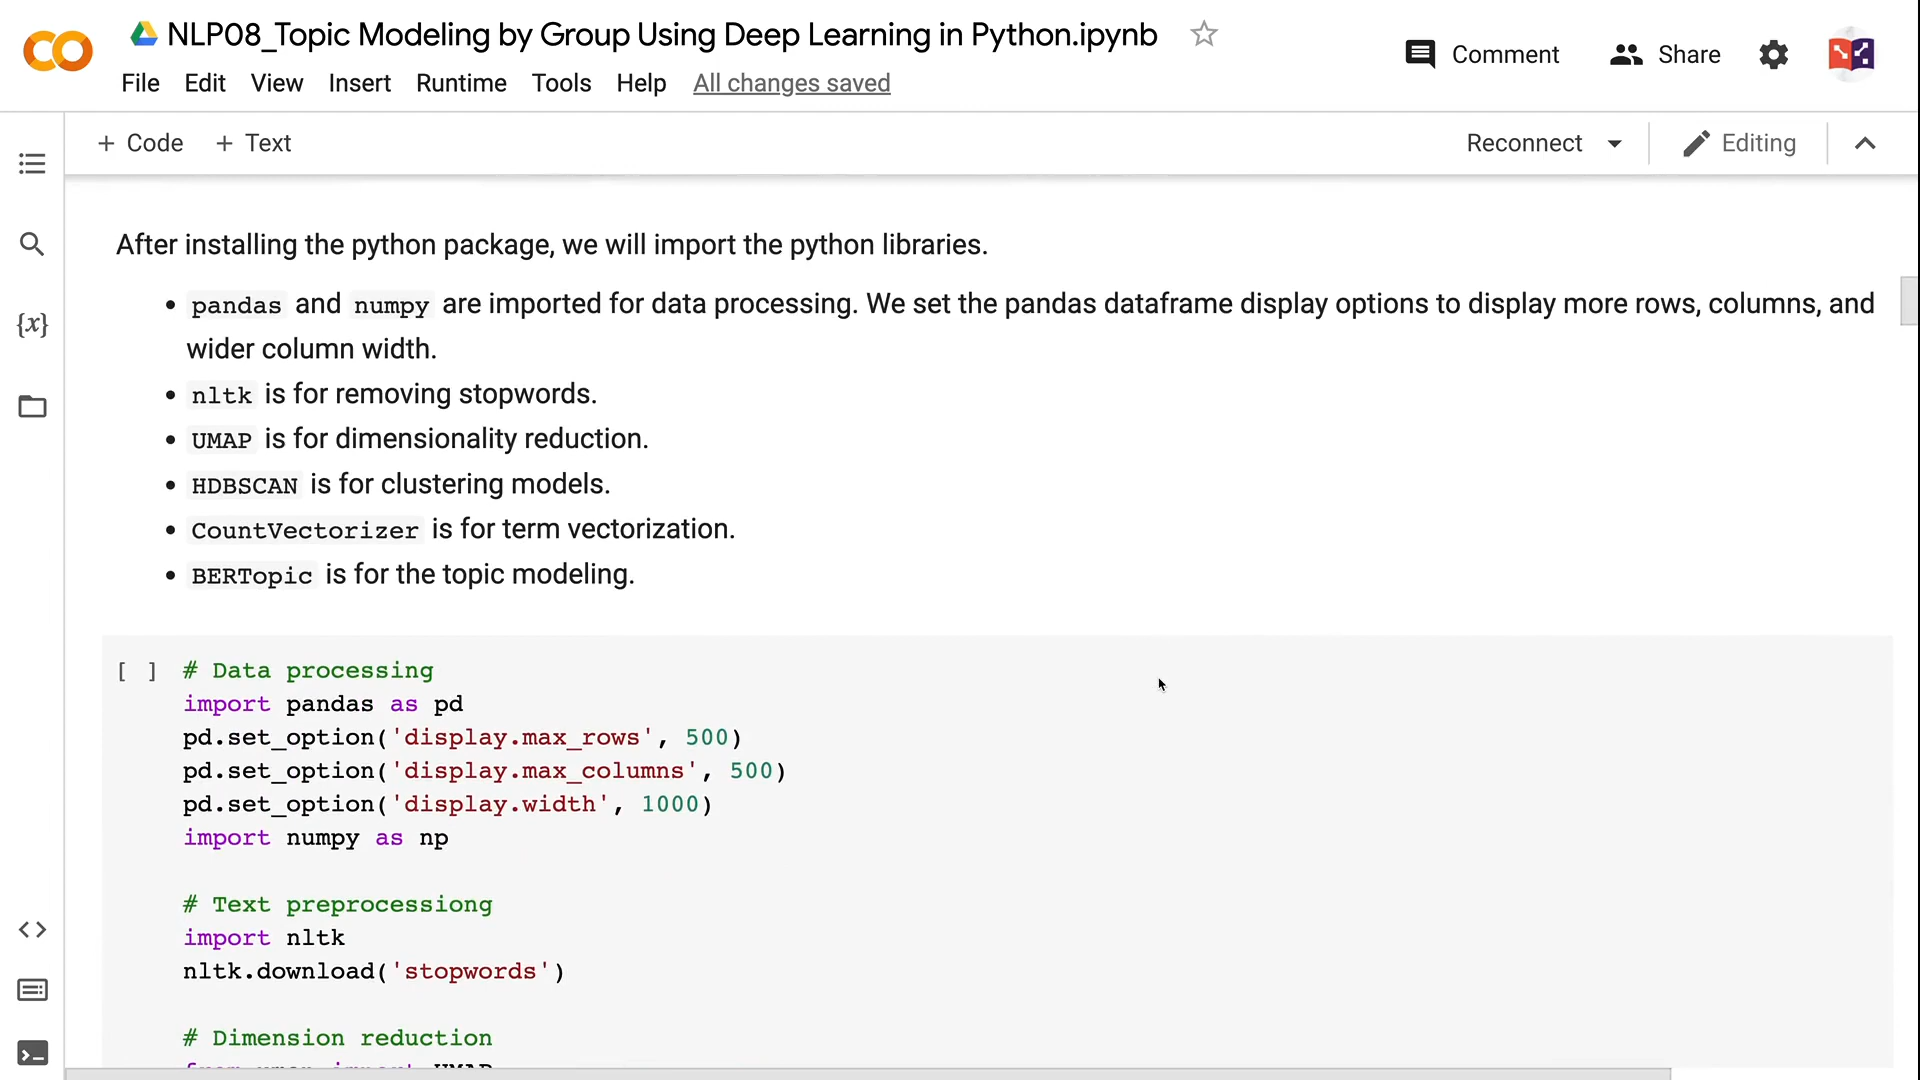 NLP08_Topic Modeling by Group Using Deep Learning in Python.ipynb
File Edit View Insert Runtime Tools Help All changes saved
Comment Share
+ Code + Text
Reconnect Editing
{x}
After installing the python package, we will import the python libraries.
• pandas and numpy are imported for data processing. We set the pandas dataframe display options to display more rows, columns, and
wider column width.
• nltk is for removing stopwords.
• UMAP is for dimensionality reduction.
• HDBSCAN is for clustering models.
• CountVectorizer is for term vectorization.
• BERTopic is for the topic modeling.
[ ] # Data processing
import pandas as pd
pd.set_option('display.max_rows', 500)
pd.set_option('display.max_columns', 500)
pd.set_option('display.width', 1000)
import numpy as np
# Text preprocessiong
import nltk
nltk.download('stopwords')
# Dimension reduction
from umap import UMAP